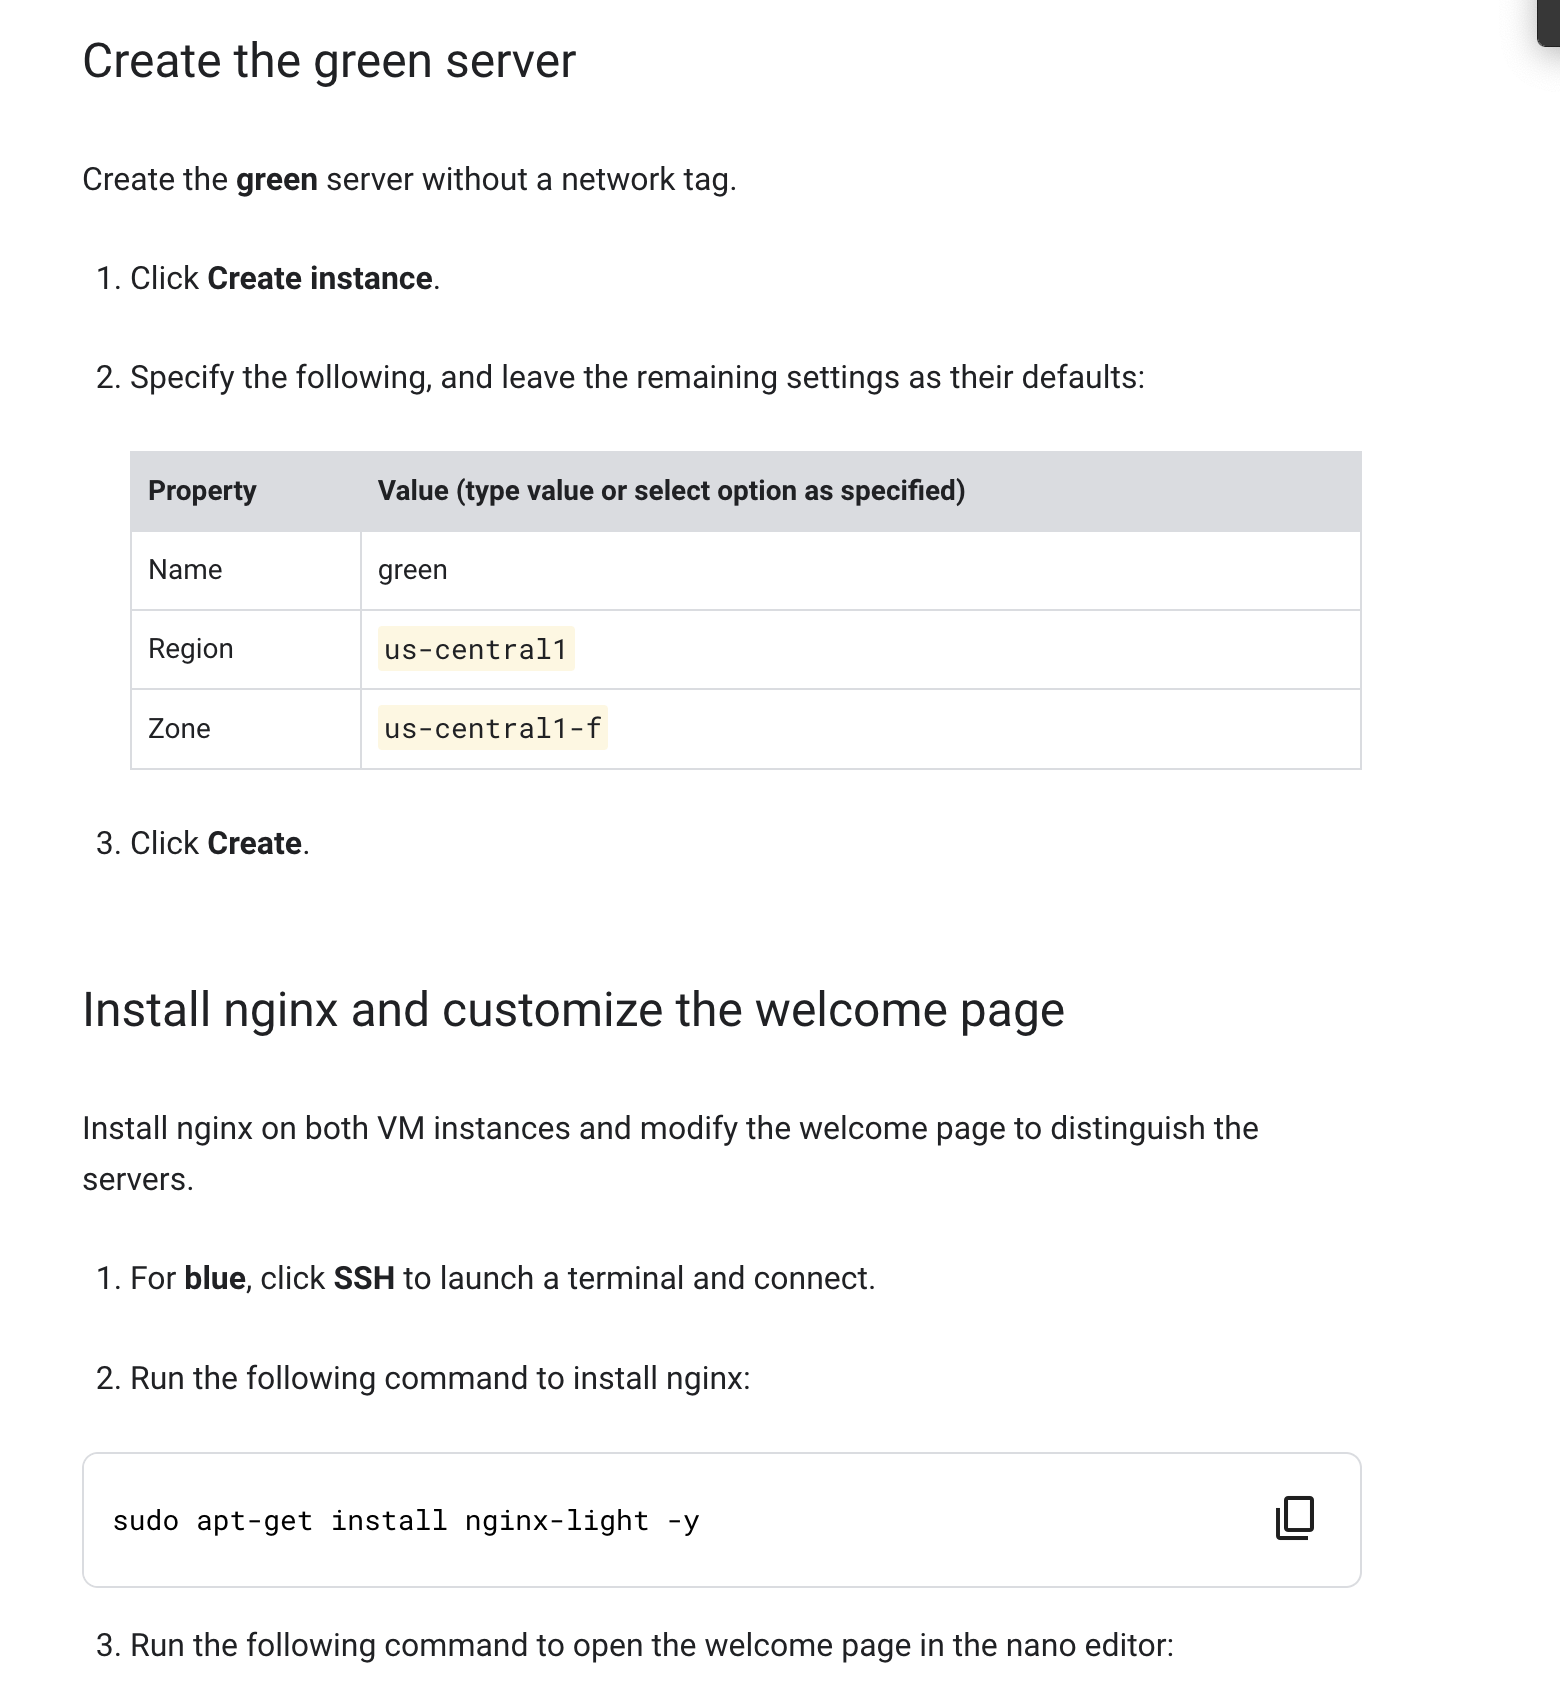 Create the green server
Create the green server without a network tag.
1. Click Create instance.
2. Specify the following, and leave the remaining settings as their defaults:
Property Value (type value or select option as specified)
Name green
Region us-central1
Zone us-central1-f
3. Click Create.
Install nginx and customize the welcome page
Install nginx on both VM instances and modify the welcome page to distinguish the
servers.
1. For blue, click SSH to launch a terminal and connect.
2. Run the following command to install nginx:
sudo apt-get install nginx-light -y
3. Run the following command to open the welcome page in the nano editor: